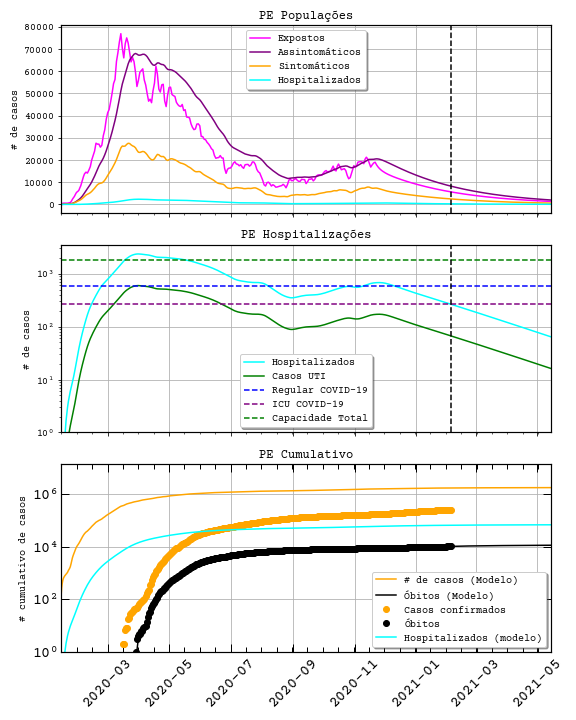 PE Populações
80000
70000
60000
50000
40000
30000
20000
10000
0
# de casos
Expostos
Assintomáticos
Sintomáticos
Hospitalizados
PE Hospitalizações
10³
10²
10¹
10⁰
# de casos
Hospitalizados
Casos UTI
Regular COVID-19
ICU COVID-19
Capacidade Total
PE Cumulativo
10⁶
10⁴
10²
10⁰
# cumulativo de casos
# de casos (Modelo)
Óbitos (Modelo)
Casos confirmados
Óbitos
Hospitalizados (modelo)
2020-03
2020-05
2020-07
2020-09
2020-11
2021-01
2021-03
2021-05